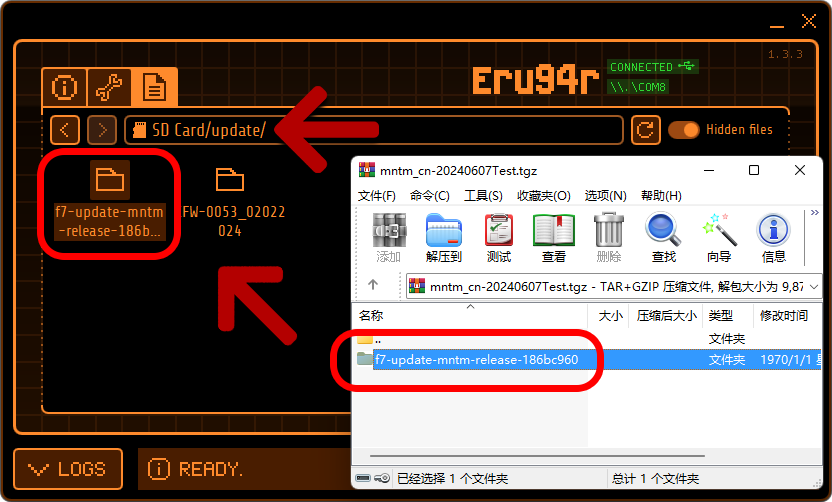 1.3.3
Eru94r
CONNECTED
\\.\COM8
SD Card/update/
Hidden files
f7-update-mntm
-release-186b...
FW-0053_02022
024
mntm_cn-20240607Test.tgz
文件(F) 命令(C) 工具(S) 收藏夹(O) 选项(N) 帮助(H)
添加 解压到 测试 查看 删除 查找 向导 信息
mntm_cn-20240607Test.tgz - TAR+GZIP 压缩文件, 解包大小为 9,87
名称 大小 压缩后大小 类型 修改时间
.. 文件夹
f7-update-mntm-release-186bc960 文件夹 1970/1/1 星
已经选择 1 个文件夹 总计 1 个文件夹
LOGS
READY.